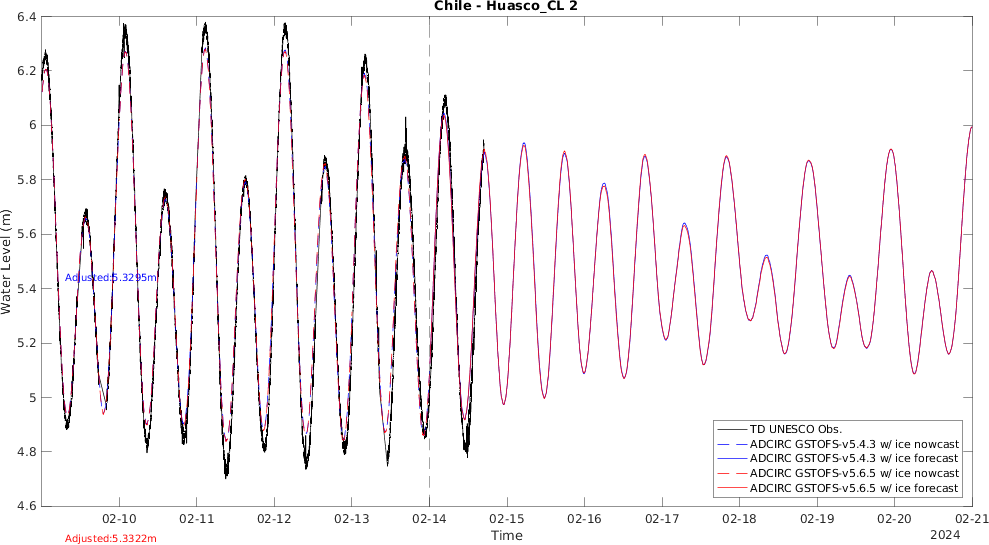 Chile - Huasco_CL 2
6.4
6.2
6
5.8
5.6
5.4
5.2
5
4.8
4.6
Water Level (m)
Adjusted:5.3295m
TD UNESCO Obs.
ADCIRC GSTOFS-v5.4.3 w/ ice nowcast
ADCIRC GSTOFS-v5.4.3 w/ ice forecast
ADCIRC GSTOFS-v5.6.5 w/ ice nowcast
ADCIRC GSTOFS-v5.6.5 w/ ice forecast
02-10 02-11 02-12 02-13 02-14 02-15 02-16 02-17 02-18 02-19 02-20 02-21
Time
2024
Adjusted:5.3322m